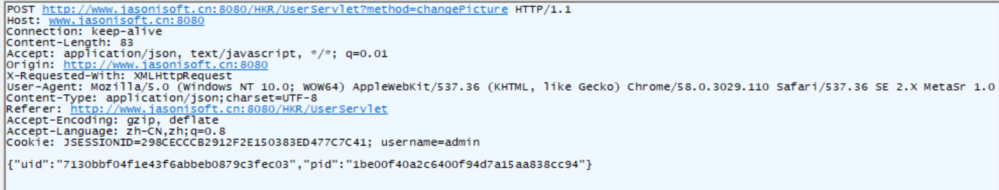 POST http://www.jasonisoft.cn:8080/HKR/UserServlet?method=changePicture HTTP/1.1
Host: www.jasonisoft.cn:8080
Connection: keep-alive
Content-Length: 83
Accept: application/json, text/javascript, */*; q=0.01
Origin: http://www.jasonisoft.cn:8080
X-Requested-With: XMLHttpRequest
User-Agent: Mozilla/5.0 (Windows NT 10.0; WOW64) AppleWebKit/537.36 (KHTML, like Gecko) Chrome/58.0.3029.110 Safari/537.36 SE 2.X MetaSr 1.0
Content-Type: application/json;charset=UTF-8
Referer: http://www.jasonisoft.cn:8080/HKR/UserServlet
Accept-Encoding: gzip, deflate
Accept-Language: zh-CN,zh;q=0.8
Cookie: JSESSIONID=298CECCCB2912F2E150383ED477C7C41; username=admin
{"uid":"7130bbf04f1e43f6abbeb0879c3fec03","pid":"1be00f40a2c6400f94d7a15aa838cc94"}